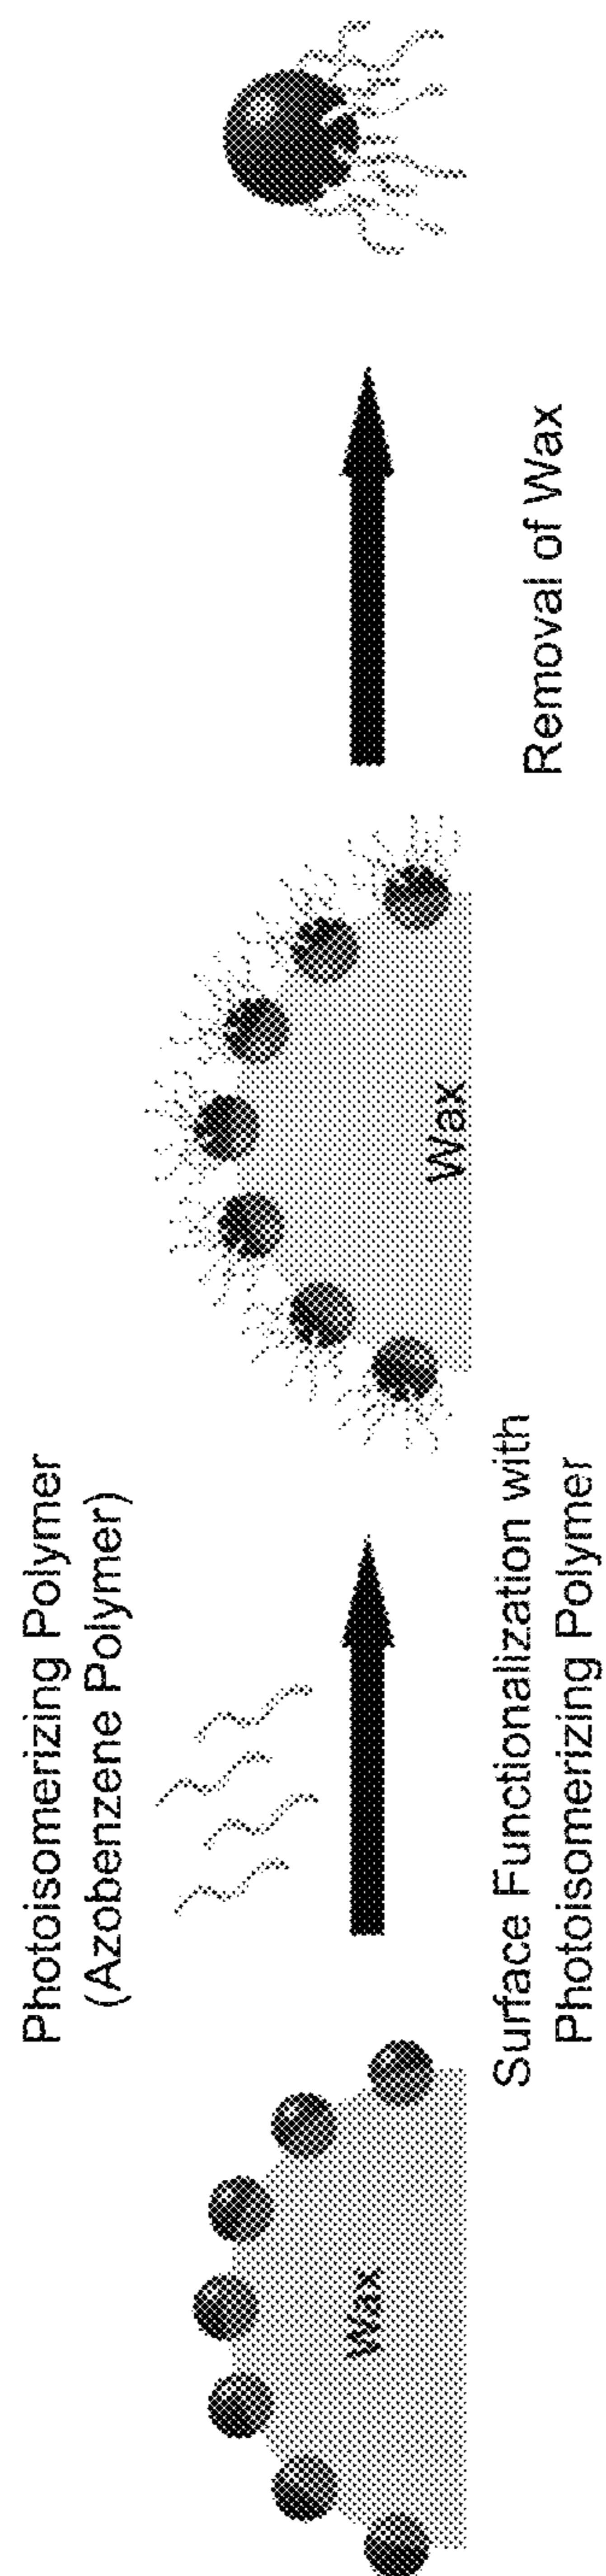 Wax
Photoisomerizing Polymer
(Azobenzene Polymer)
Surface Functionalization with
Photoisomerizing Polymer
Wax
Removal of Wax